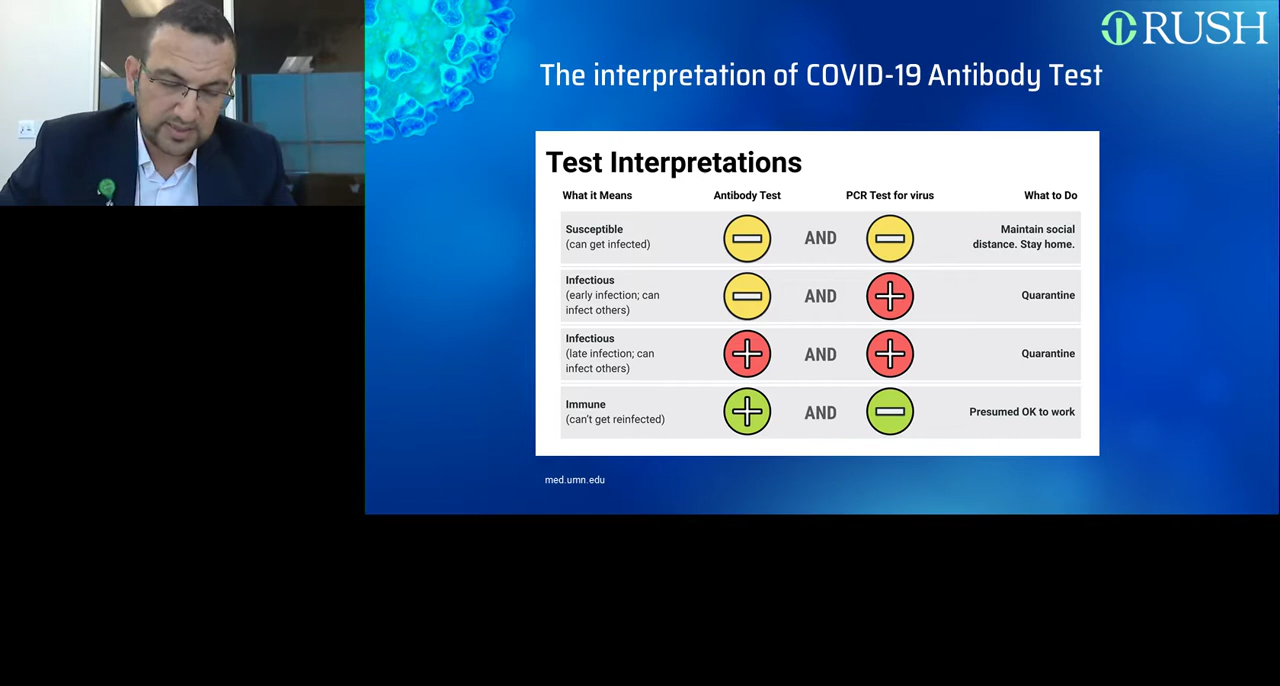 RUSH
The interpretation of COVID-19 Antibody Test
Test Interpretations
What it Means Antibody Test PCR Test for virus What to Do
Susceptible
(can get infected)
AND
Maintain social
distance. Stay home.
Infectious
(early infection; can
infect others)
AND
Quarantine
Infectious
(late infection; can
infect others)
AND
Quarantine
Immune
(can't get reinfected)
AND
Presumed OK to work
med.umn.edu